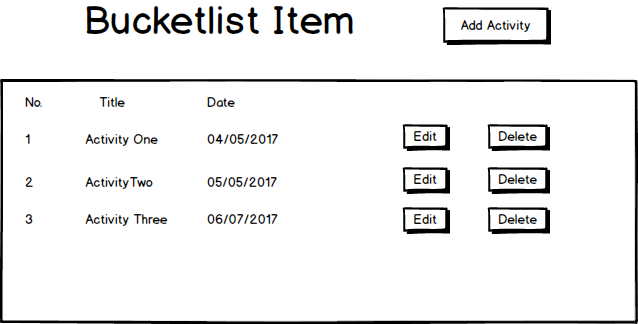 Bucketlist Item Add Activity
No. Title Date
1 Activity One 04/05/2017 Edit Delete
2 ActivityTwo 05/05/2017 Edit Delete
3 Activity Three 06/07/2017 Edit Delete